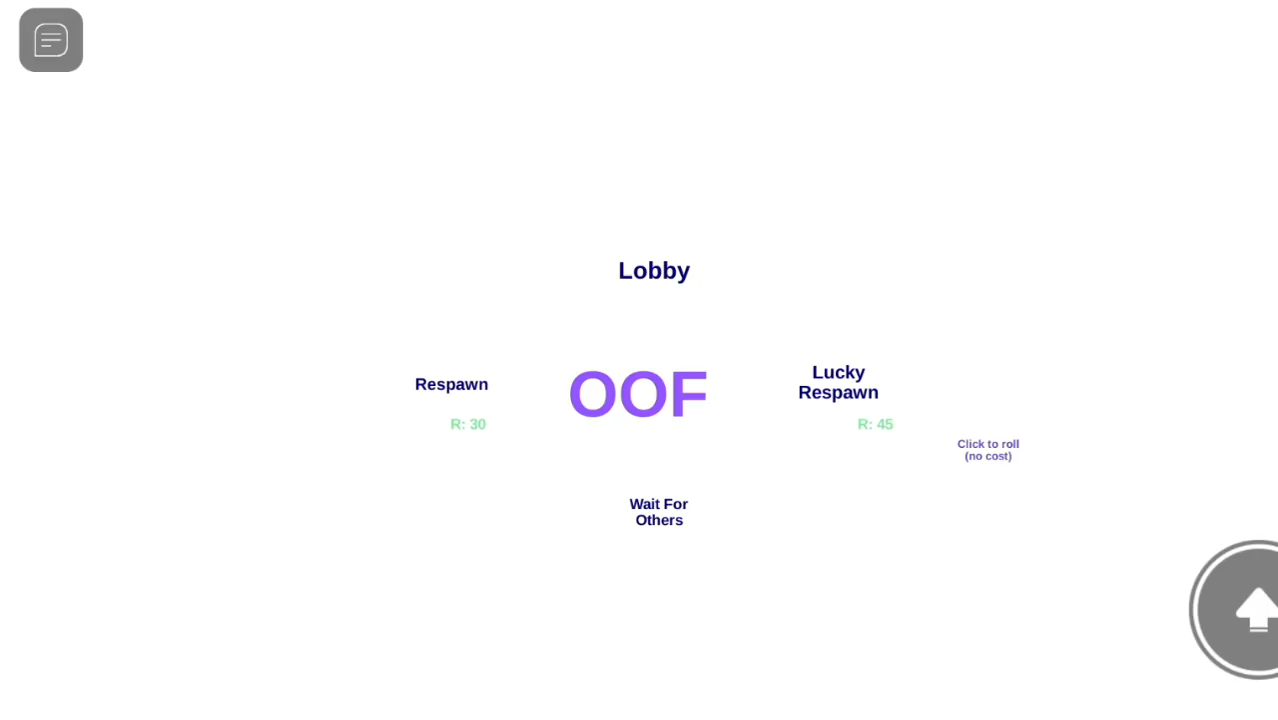 Lobby
Respawn
R: 30
OOF
Lucky
Respawn
R: 45
Click to roll
(no cost)
Wait For
Others